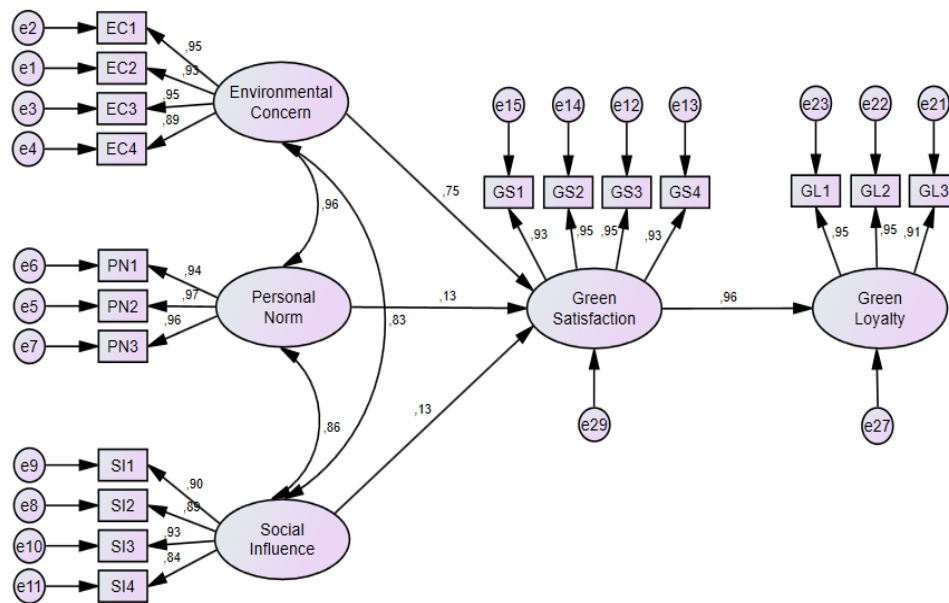 e2
EC1
,95
e1
EC2
,93
e3
EC3
,95
e4
EC4
,89
Environmental
Concern
e15
e14
e12
e13
GS1
GS2
GS3
GS4
,93
,95
,95
,93
e23
e22
e21
GL1
GL2
GL3
,95
,95
,91
,75
,96
e6
PN1
,94
e5
PN2
,97
e7
PN3
,96
Personal
Norm
,13
,83
Green
Satisfaction
,96
Green
Loyalty
,86
,13
e29
e27
e9
SI1
,90
e8
SI2
,89
e10
SI3
,93
e11
SI4
,84
Social
Influence